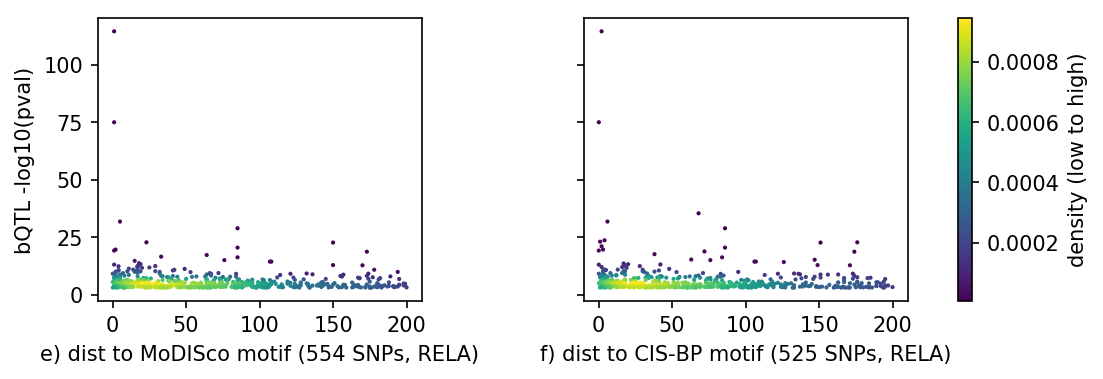 bQTL -log10(pval)
100
75
50
25
0
0 50 100 150 200
e) dist to MoDISco motif (554 SNPs, RELA)
0 50 100 150 200
f) dist to CIS-BP motif (525 SNPs, RELA)
0.0008
0.0006
0.0004
0.0002
density (low to high)